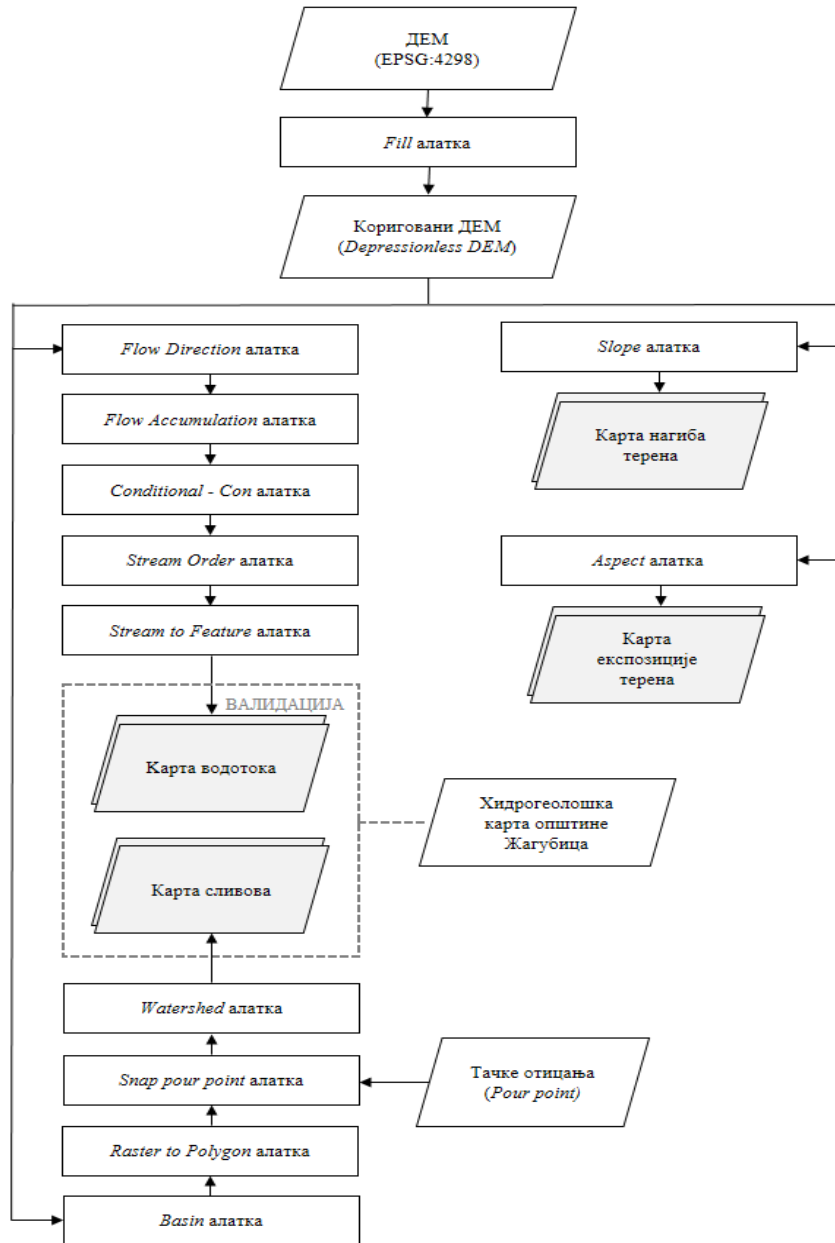 ДЕМ
(EPSG:4298)
Fill алатка
Кориговани ДЕМ
(Depressionless DEM)
Flow Direction алатка
Flow Accumulation алатка
Conditional - Con алатка
Stream Order алатка
Stream to Feature алатка
Slope алатка
Карта нагиба
терена
Aspect алатка
Карта
експозиције
терена
ВАЛИДАЦИЈА
Карта водотока
Карта сливова
Хидрогеолошка
карта општине
Жагубица
Watershed алатка
Snap pour point алатка
Тачке отицања
(Pour point)
Raster to Polygon алатка
Basin алатка